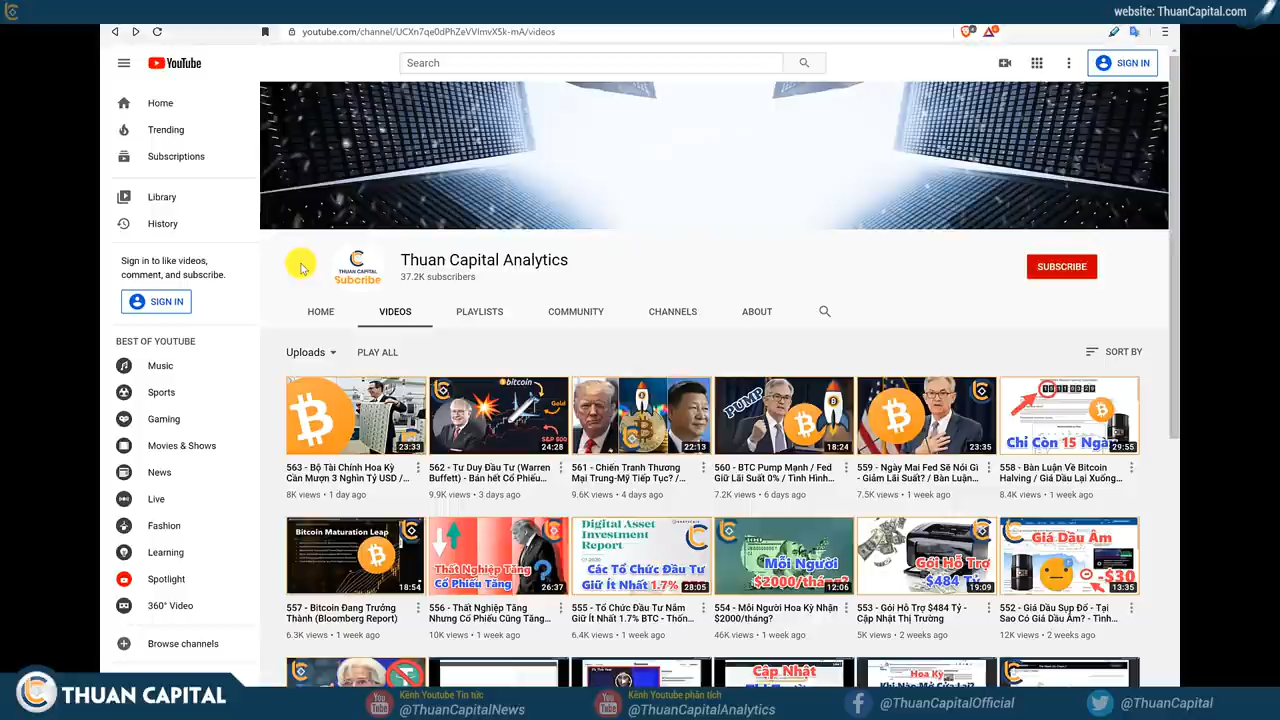 website: ThuanCapital.com
youtube.com/channel/UCXn7qe0dPhZeVVImvX5k-mA/videos
YouTube
Search
SIGN IN
Home
Trending
Subscriptions
Library
History
Sign in to like videos,
comment, and subscribe.
SIGN IN
BEST OF YOUTUBE
Music
Sports
Gaming
Movies & Shows
News
Live
Fashion
Learning
Spotlight
360° Video
Browse channels
THUAN CAPITAL
Subcribe
Thuan Capital Analytics
37.2K subscribers
SUBSCRIBE
HOME
VIDEOS
PLAYLISTS
COMMUNITY
CHANNELS
ABOUT
Uploads
PLAY ALL
SORT BY
23:33
563 - Bộ Tài Chính Hoa Kỳ
Cần Mượn 3 Nghìn Tỷ USD /...
8K views • 1 day ago
bitcoin
Gold
S&P 500
24:28
562 - Tư Duy Đầu Tư (Warren
Buffett) - Bán hết Cổ Phiếu...
9.9K views • 3 days ago
22:13
561 - Chiến Tranh Thương
Mại Trung-Mỹ Tiếp Tục? /...
9.6K views • 4 days ago
PUMP
18:24
560 - BTC Pump Mạnh / Fed
Giữ Lãi Suất 0% / Tình Hình...
7.2K views • 6 days ago
23:35
559 - Ngày Mai Fed Sẽ Nói Gì
- Giảm Lãi Suất? / Bàn Luận...
7.5K views • 1 week ago
Chỉ Còn 15 Ngày
29:55
558 - Bàn Luận Về Bitcoin
Halving / Giá Dầu Lại Xuống...
8.4K views • 1 week ago
Bitcoin Maturation Leap
18:54
557 - Bitcoin Đang Trưởng
Thành (Bloomberg Report)
6.3K views • 1 week ago
Thất Nghiệp Tăng
Cổ Phiếu Tăng
26:37
556 - Thất Nghiệp Tăng
Nhưng Cổ Phiếu Cũng Tăng...
10K views • 1 week ago
Digital Asset
Investment
Report
Các Tổ Chức Đầu Tư
Giữ Ít Nhất 1.7%
28:05
555 - Tổ Chức Đầu Tư Năm
Giữ Ít Nhất 1.7% BTC - Thốn...
6.4K views • 1 week ago
Mỗi Người
$2000/tháng?
12:06
554 - Mỗi Người Hoa Kỳ Nhận
$2000/tháng?
46K views • 1 week ago
Gói Hỗ Trợ
$484 Tỷ
19:09
553 - Gói Hỗ Trợ $484 Tỷ -
Cập Nhật Thị Trường
5K views • 2 weeks ago
Giá Dầu Âm
-$30
13:35
552 - Giá Dầu Sụp Đổ - Tại
Sao Có Giá Dầu Âm? - Tình...
12K views • 2 weeks ago
Cập Nhật
Hoa Kỳ
THUAN CAPITAL
Kênh Youtube Tin tức
@ThuanCapitalNews
Kênh Youtube phân tích
@ThuanCapitalAnalytics
@ThuanCapitalOfficial
@ThuanCapital